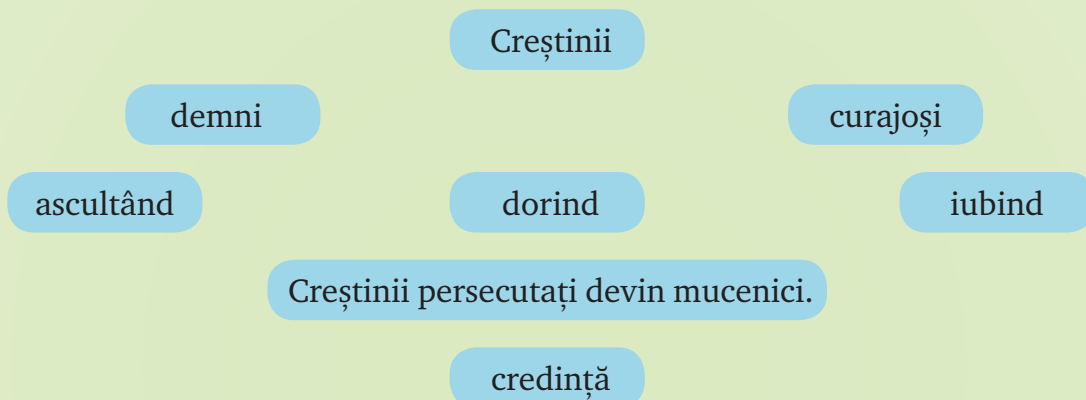 Creștinii
demni curajoși
ascultând dorind iubind
Creștinii persecutați devin mucenici.
credință